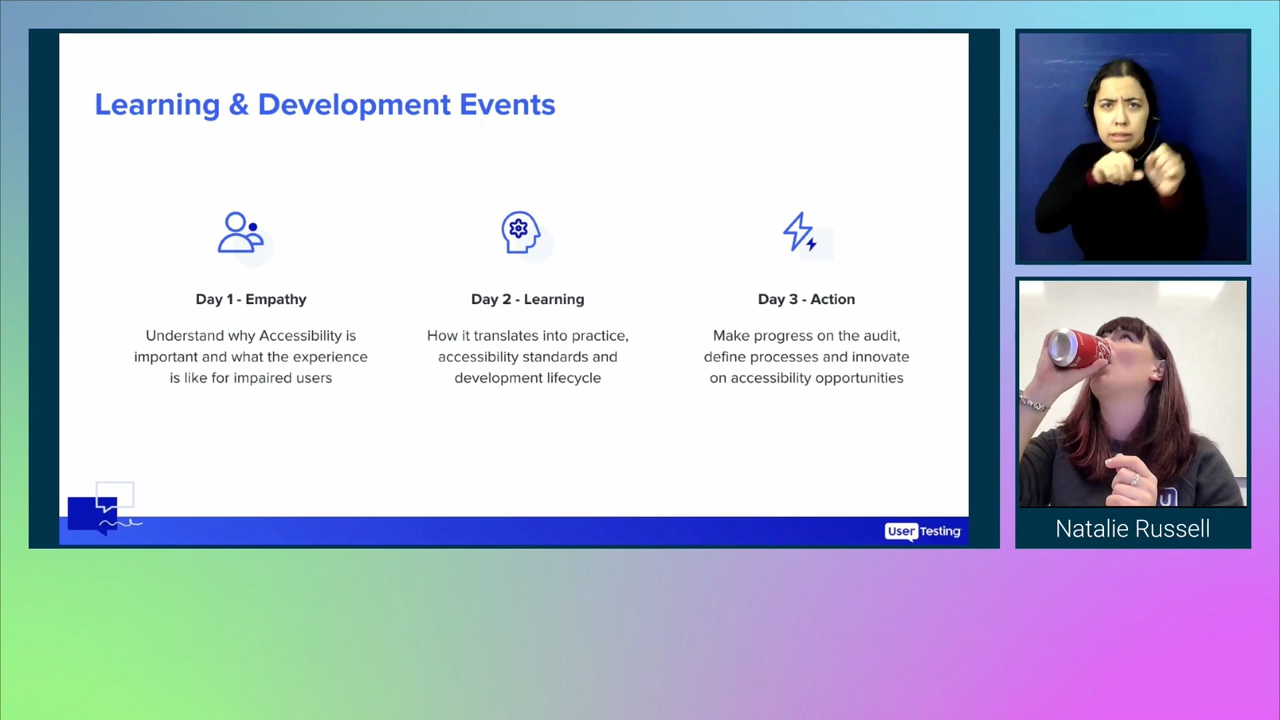 Learning & Development Events
Day 1 - Empathy
Understand why Accessibility is
important and what the experience
is like for impaired users
Day 2 - Learning
How it translates into practice,
accessibility standards and
development lifecycle
Day 3 - Action
Make progress on the audit,
define processes and innovate
on accessibility opportunities
User Testing
Natalie Russell